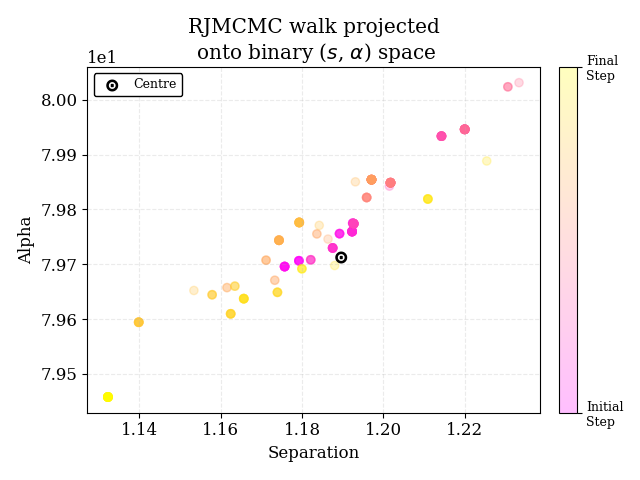 RJMCMC walk projected
onto binary (s, α) space
1e1
8.00
7.99
7.98
7.97
7.96
7.95
Alpha
Centre
1.14
1.16
1.18
1.20
1.22
Separation
Final
Step
Initial
Step